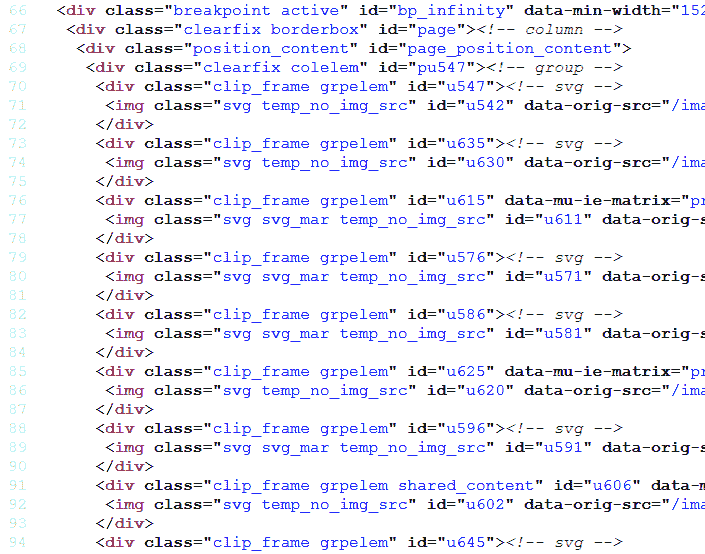 66 <div class="breakpoint active" id="bp_infinity" data-min-width="152
67 <div class="clearfix borderbox" id="page"><!-- column -->
68 <div class="position_content" id="page_position_content">
69 <div class="clearfix colelem" id="pu547"><!-- group -->
70 <div class="clip_frame grpelem" id="u547"><!-- svg -->
71 <img class="svg temp_no_img_src" id="u542" data-orig-src="/ima
72 </div>
73 <div class="clip_frame grpelem" id="u635"><!-- svg -->
74 <img class="svg temp_no_img_src" id="u630" data-orig-src="/ima
75 </div>
76 <div class="clip_frame grpelem" id="u615" data-mu-ie-matrix="pr
77 <img class="svg svg_mar temp_no_img_src" id="u611" data-orig-s
78 </div>
79 <div class="clip_frame grpelem" id="u576"><!-- svg -->
80 <img class="svg svg_mar temp_no_img_src" id="u571" data-orig-s
81 </div>
82 <div class="clip_frame grpelem" id="u586"><!-- svg -->
83 <img class="svg svg_mar temp_no_img_src" id="u581" data-orig-s
84 </div>
85 <div class="clip_frame grpelem" id="u625" data-mu-ie-matrix="pr
86 <img class="svg temp_no_img_src" id="u620" data-orig-src="/ima
87 </div>
88 <div class="clip_frame grpelem" id="u596"><!-- svg -->
89 <img class="svg svg_mar temp_no_img_src" id="u591" data-orig-s
90 </div>
91 <div class="clip_frame grpelem shared_content" id="u606" data-m
92 <img class="svg temp_no_img_src" id="u602" data-orig-src="/ima
93 </div>
94 <div class="clip_frame grpelem" id="u645"><!-- svg -->